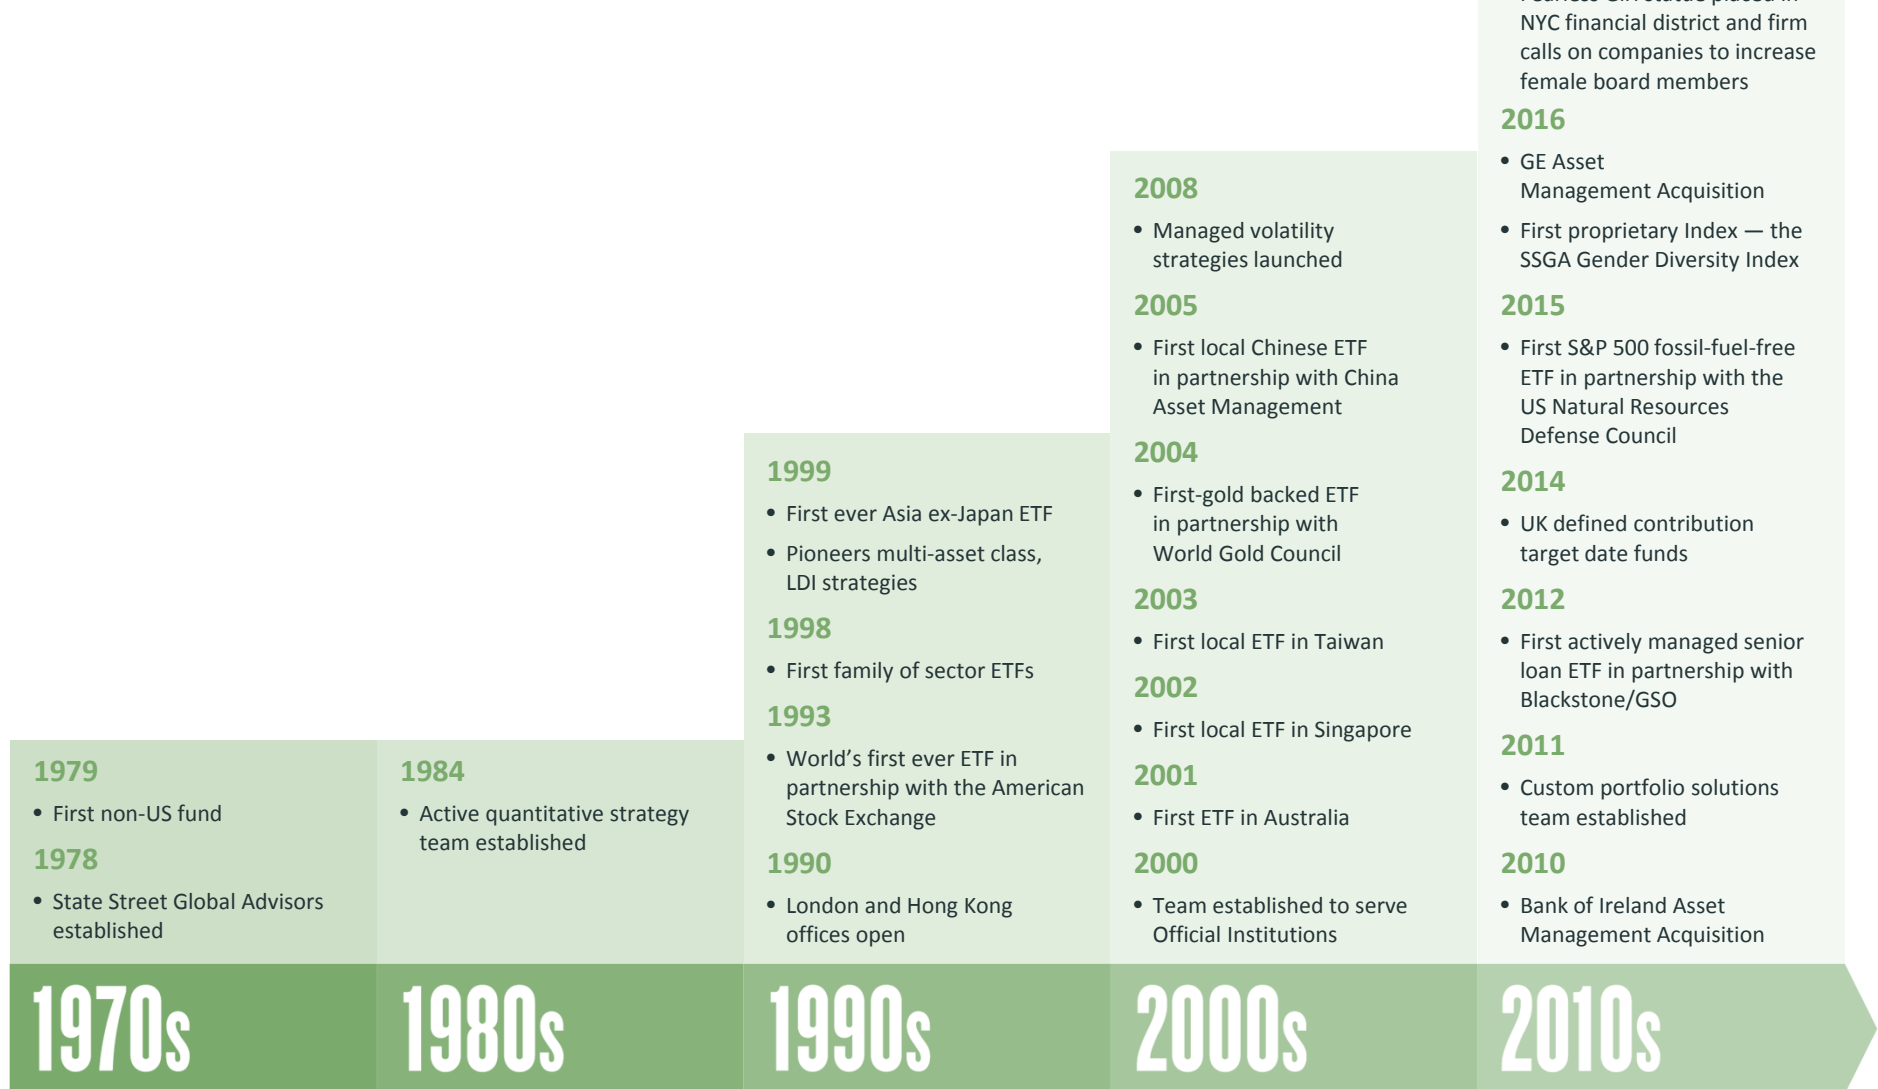 1979
• First non-US fund
1978
• State Street Global Advisors
established
1970s
1984
• Active quantitative strategy
team established
1980s
1999
• First ever Asia ex-Japan ETF
• Pioneers multi-asset class,
LDI strategies
1998
• First family of sector ETFs
1993
• World’s first ever ETF in
partnership with the American
Stock Exchange
1990
• London and Hong Kong
offices open
1990s
2008
• Managed volatility
strategies launched
2005
• First local Chinese ETF
in partnership with China
Asset Management
2004
• First-gold backed ETF
in partnership with
World Gold Council
2003
• First local ETF in Taiwan
2002
• First local ETF in Singapore
2001
• First ETF in Australia
2000
• Team established to serve
Official Institutions
2000s
NYC financial district and firm
calls on companies to increase
female board members
2016
• GE Asset
Management Acquisition
• First proprietary Index — the
SSGA Gender Diversity Index
2015
• First S&P 500 fossil-fuel-free
ETF in partnership with the
US Natural Resources
Defense Council
2014
• UK defined contribution
target date funds
2012
• First actively managed senior
loan ETF in partnership with
Blackstone/GSO
2011
• Custom portfolio solutions
team established
2010
• Bank of Ireland Asset
Management Acquisition
2010s